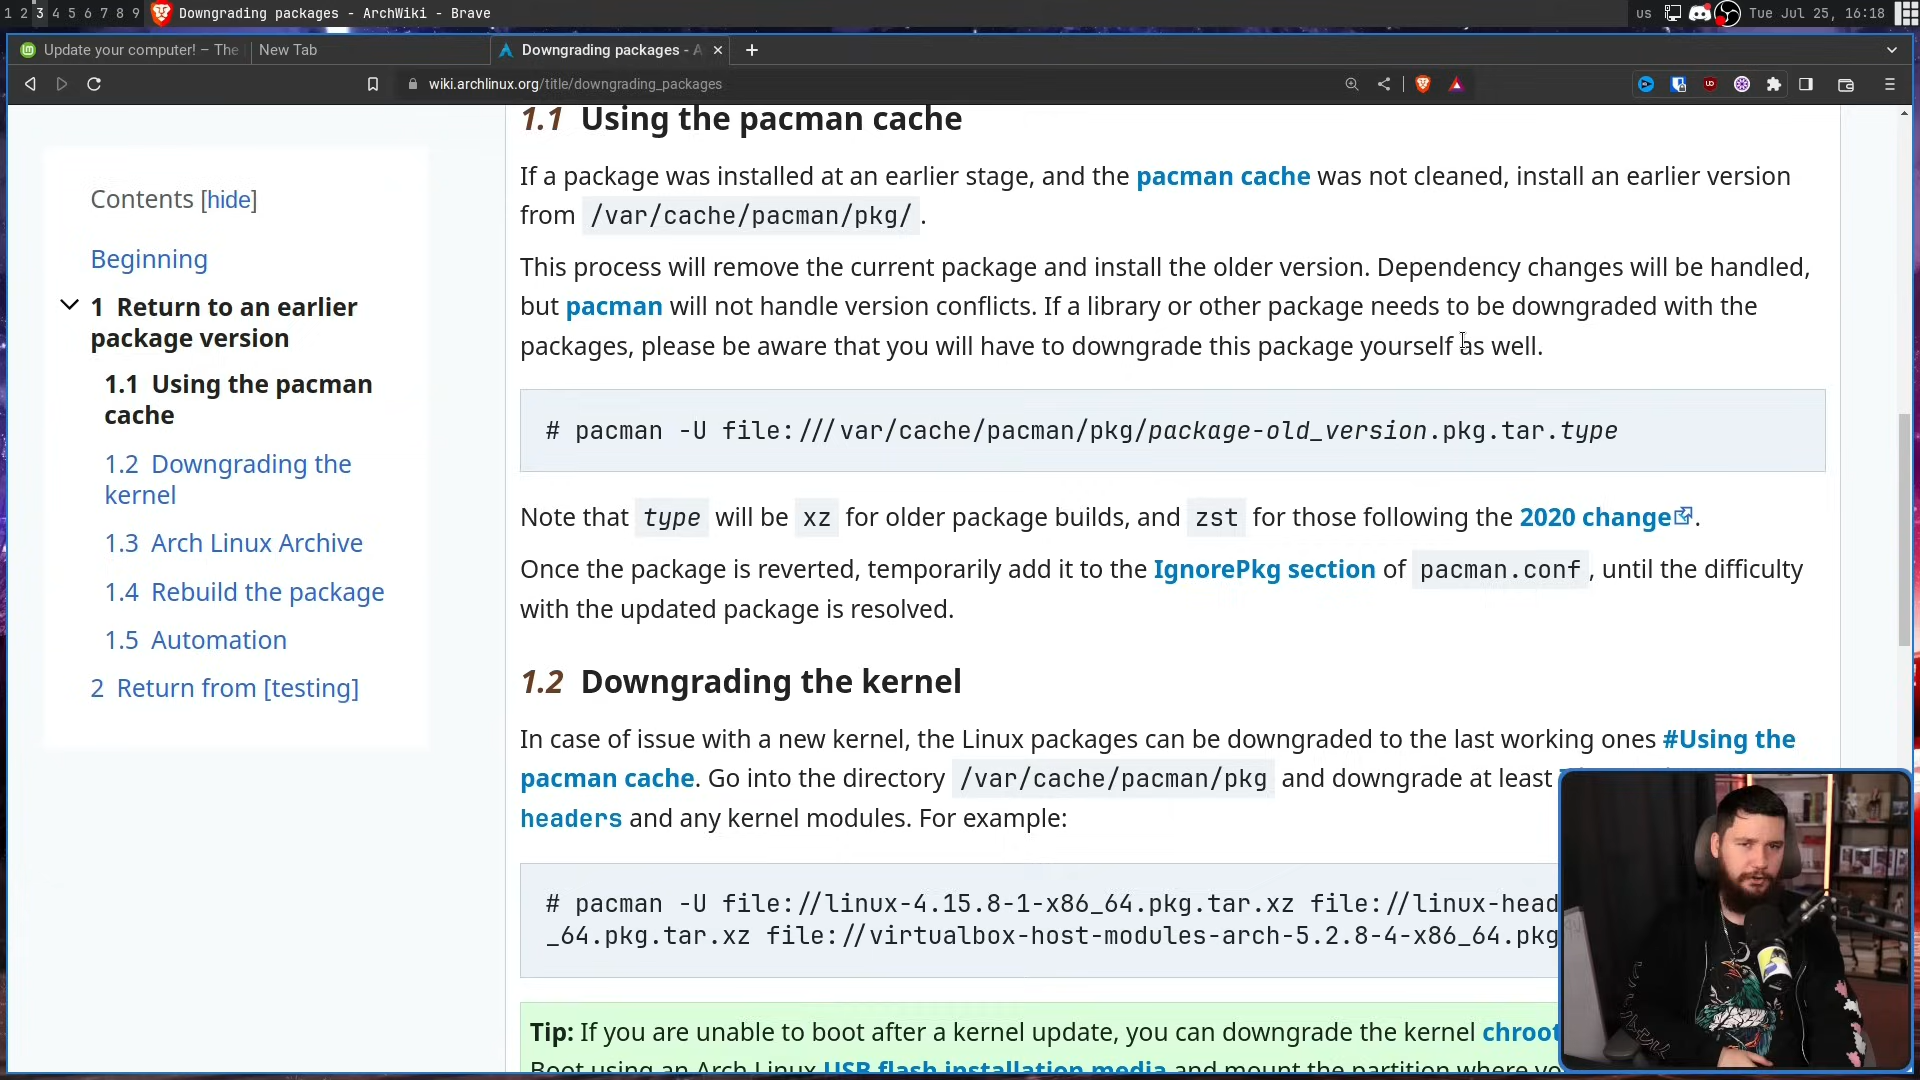 1 2 3 4 5 6 7 8 9 Downgrading packages - ArchWiki - Brave us Tue Jul 25, 16:18
Update your computer! – The New Tab Downgrading packages - A
wiki.archlinux.org/title/downgrading_packages
Contents [hide]
Beginning
1 Return to an earlier
package version
1.1 Using the pacman
cache
1.2 Downgrading the
kernel
1.3 Arch Linux Archive
1.4 Rebuild the package
1.5 Automation
2 Return from [testing]
1.1 Using the pacman cache
If a package was installed at an earlier stage, and the pacman cache was not cleaned, install an earlier version
from /var/cache/pacman/pkg/ .
This process will remove the current package and install the older version. Dependency changes will be handled,
but pacman will not handle version conflicts. If a library or other package needs to be downgraded with the
packages, please be aware that you will have to downgrade this package yourself as well.
# pacman -U file:///var/cache/pacman/pkg/package-old_version.pkg.tar.type
Note that type will be xz for older package builds, and zst for those following the 2020 change.
Once the package is reverted, temporarily add it to the IgnorePkg section of pacman.conf , until the difficulty
with the updated package is resolved.
1.2 Downgrading the kernel
In case of issue with a new kernel, the Linux packages can be downgraded to the last working ones #Using the
pacman cache. Go into the directory /var/cache/pacman/pkg and downgrade at least
headers and any kernel modules. For example:
# pacman -U file://linux-4.15.8-1-x86_64.pkg.tar.xz file://linux-head
_64.pkg.tar.xz file://virtualbox-host-modules-arch-5.2.8-4-x86_64.pkg
Tip: If you are unable to boot after a kernel update, you can downgrade the kernel chroot
Boot using an Arch Linux USB flash installation media and mount the partition where yo